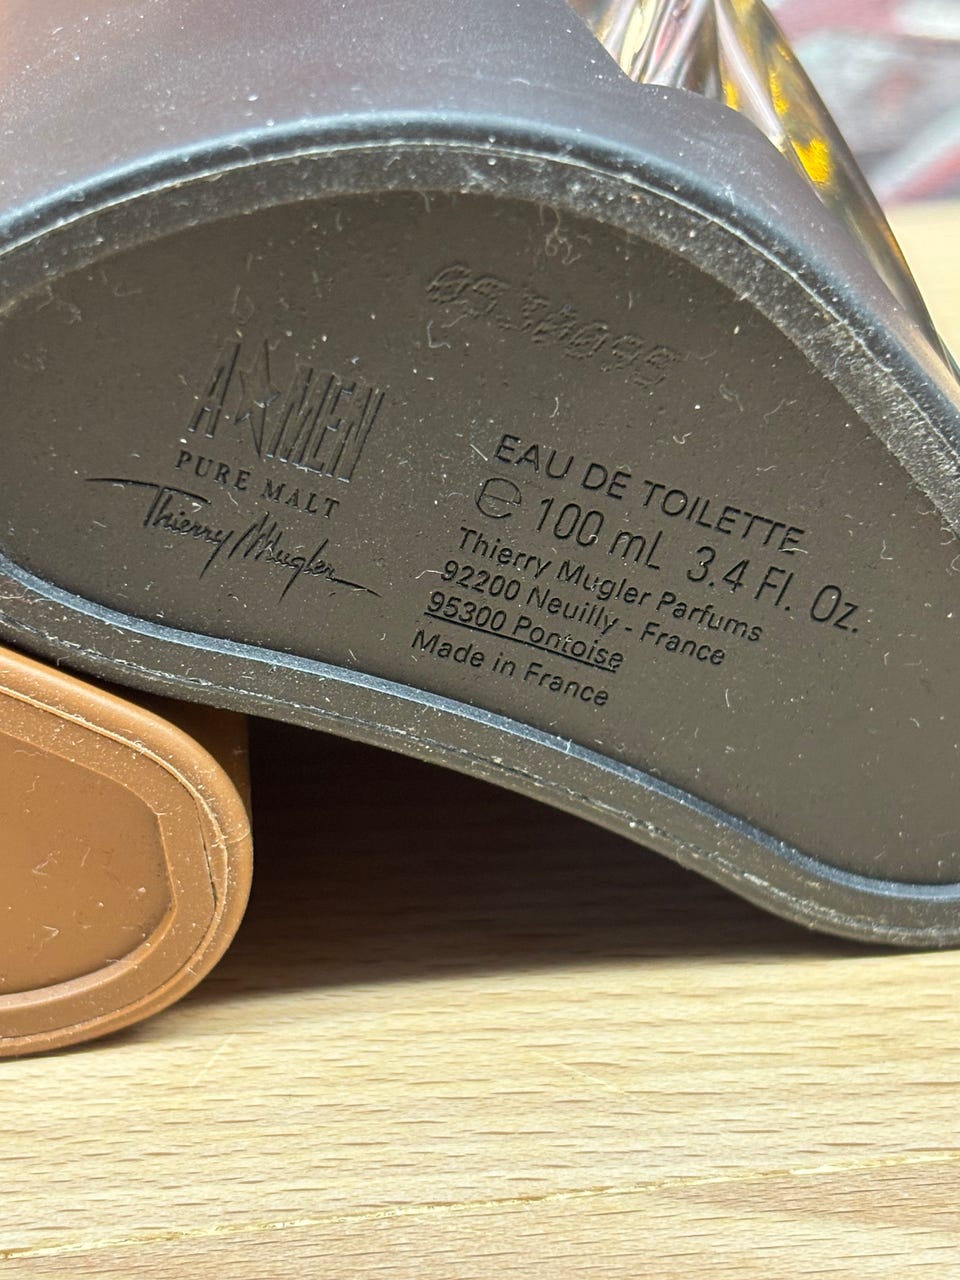 A★MEN
PURE MALT
Thierry Mugler
EAU DE TOILETTE
℮ 100 mL 3.4 Fl. Oz.
Thierry Mugler Parfums
92200 Neuilly - France
95300 Pontoise
Made in France